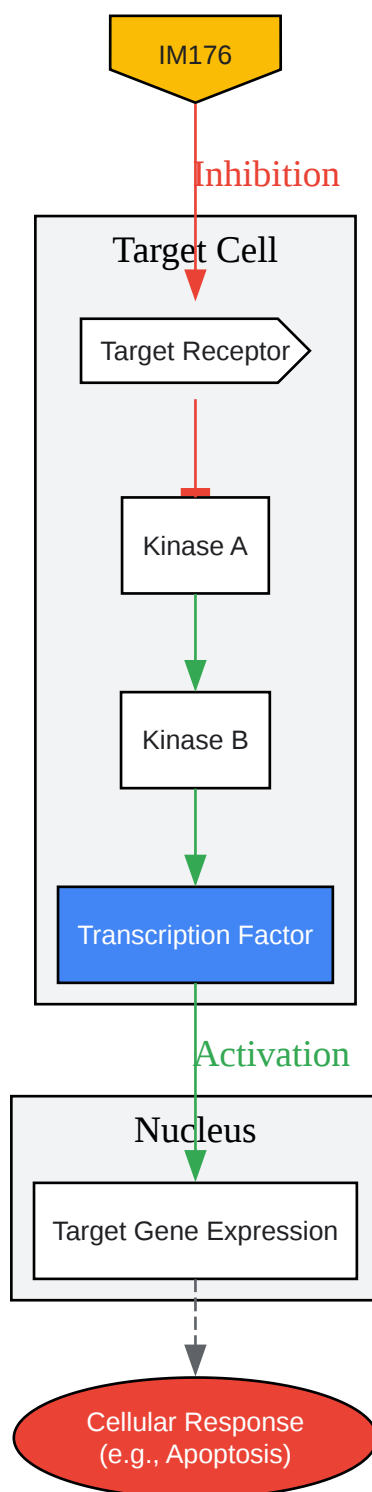 IM176
Inhibition
Target Cell
Target Receptor
Kinase A
Kinase B
Transcription Factor
Activation
Nucleus
Target Gene Expression
Cellular Response
(e.g., Apoptosis)